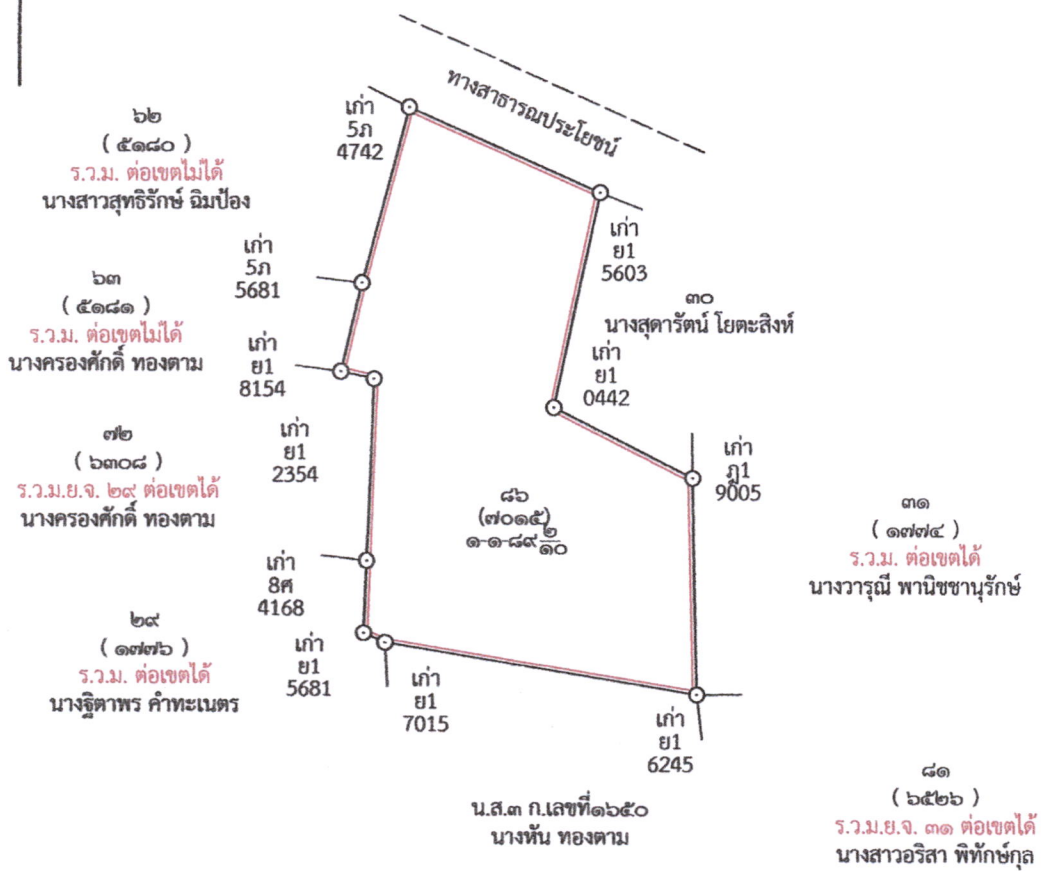 ทางสาธารณประโยชน์
๖๒
( ๕๑๘๐ )
ร.ว.ม. ต่อเขตไม่ได้
นางสาวสุทธิรักษ์ ฉิมป้อง
เก่า
5ภ
4742
เก่า
ย1
5603
เก่า
5ภ
5681
๖๓
( ๕๑๘๑ )
ร.ว.ม. ต่อเขตไม่ได้
นางครองศักดิ์ ทองตาม
๓๐
นางสุดารัตน์ โยตะสิงห์
เก่า
ย1
8154
เก่า
ย1
0442
๗๒
( ๖๓๐๘ )
ร.ว.ม.ย.จ. ๒๙ ต่อเขตได้
นางครองศักดิ์ ทองตาม
เก่า
ย1
2354
เก่า
ฎ1
9005
๘๖
(๗๐๑๕)
๑-๑-๘๙ ๒/๑๐
๓๑
( ๑๗๗๔ )
ร.ว.ม. ต่อเขตได้
นางวารุณี พานิชชานุรักษ์
เก่า
8ศ
4168
๒๙
( ๑๗๗๖ )
ร.ว.ม. ต่อเขตได้
นางฐิตาพร คำทะเนตร
เก่า
ย1
5681
เก่า
ย1
7015
เก่า
ย1
6245
น.ส.๓ ก.เลขที่๑๖๕๐
นางหัน ทองตาม
๘๑
( ๖๕๒๖ )
ร.ว.ม.ย.จ. ๓๑ ต่อเขตได้
นางสาวอริสา พิทักษ์กุล